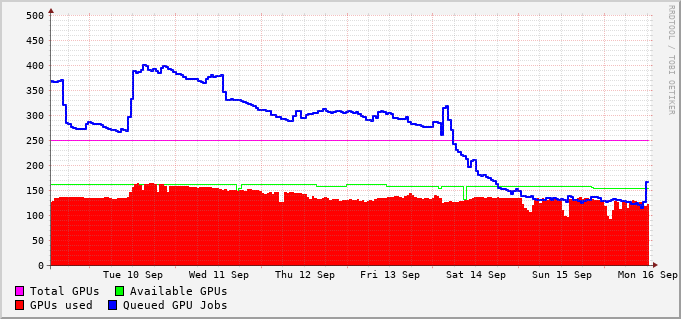 500
450
400
350
300
250
200
150
100
50
0
Tue 10 Sep Wed 11 Sep Thu 12 Sep Fri 13 Sep Sat 14 Sep Sun 15 Sep Mon 16 Sep
Total GPUs Available GPUs
GPUs used Queued GPU Jobs
RRDTOOL / TOBI OETIKER